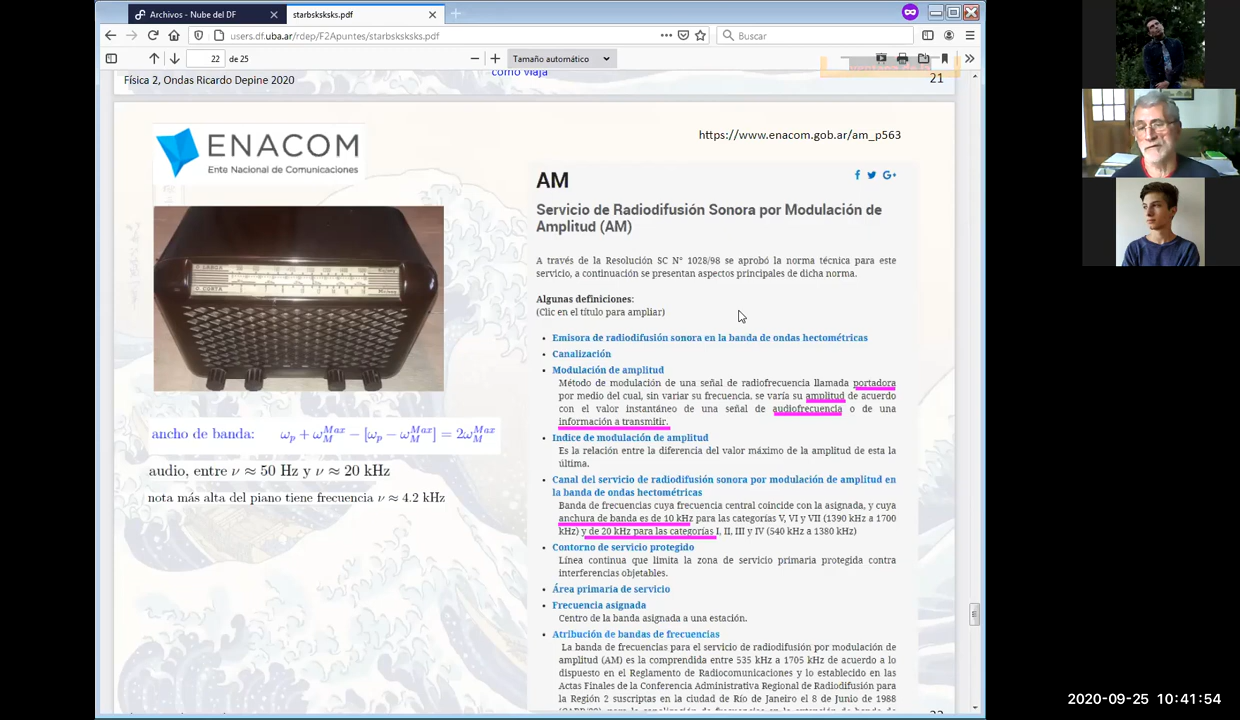 Archivos - Nube del DF
starbsksksks.pdf
users.df.uba.ar/rdep/F2Apuntes/starbsksksks.pdf
Buscar
22 de 25
Tamaño automático
Física 2, Ondas Ricardo Depine 2020
como viaja
21
ENACOM
Ente Nacional de Comunicaciones
https://www.enacom.gob.ar/am_p563
AM
Servicio de Radiodifusión Sonora por Modulación de
Amplitud (AM)
A través de la Resolución SC N° 1028/98 se aprobó la norma técnica para este
servicio, a continuación se presentan aspectos principales de dicha norma.
Algunas definiciones:
(Clic en el título para ampliar)
• Emisora de radiodifusión sonora en la banda de ondas hectométricas
• Canalización
• Modulación de amplitud
Método de modulación de una señal de radiofrecuencia llamada portadora
por medio del cual, sin variar su frecuencia, se varía su amplitud de acuerdo
con el valor instantáneo de una señal de audiofrecuencia o de una
información a transmitir.
• Indice de modulación de amplitud
Es la relación entre la diferencia del valor máximo de la amplitud de esta la
última.
• Canal del servicio de radiodifusión sonora por modulación de amplitud en
la banda de ondas hectométricas
Banda de frecuencias cuya frecuencia central coincide con la asignada, y cuya
anchura de banda es de 10 kHz para las categorías V, VI y VII (1390 kHz a 1700
kHz) y de 20 kHz para las categorías I, II, III y IV (540 kHz a 1380 kHz)
• Contorno de servicio protegido
Línea continua que limita la zona de servicio primaria protegida contra
interferencias objetables.
• Área primaria de servicio
• Frecuencia asignada
Centro de la banda asignada a una estación.
• Atribución de bandas de frecuencias
La banda de frecuencias para el servicio de radiodifusión por modulación de
amplitud (AM) es la comprendida entre 535 kHz a 1705 kHz de acuerdo a lo
dispuesto en el Reglamento de Radiocomunicaciones y lo establecido en las
Actas Finales de la Conferencia Administrativa Regional de Radiodifusión para
la Región 2 suscriptas en la ciudad de Río de Janeiro el 8 de Junio de 1988
ancho de banda: ω_p + ω_M^Max − [ω_p − ω_M^Max] = 2ω_M^Max
audio, entre ν ≈ 50 Hz y ν ≈ 20 kHz
nota más alta del piano tiene frecuencia ν ≈ 4.2 kHz
2020-09-25 10:41:54